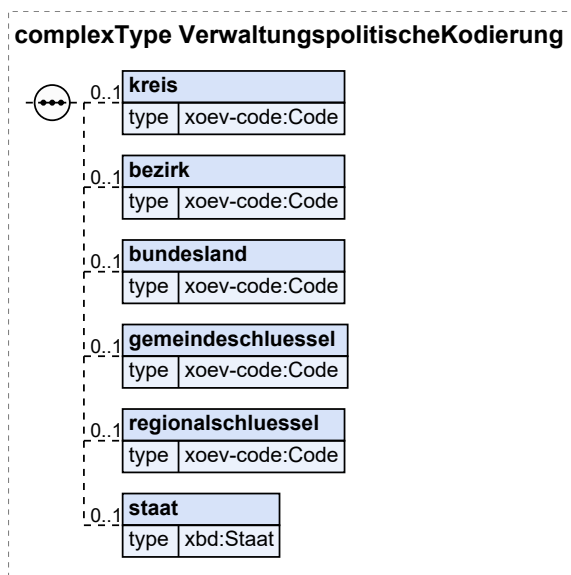 complexType VerwaltungspolitischeKodierung
0..1 kreis
type xoev-code:Code
0..1 bezirk
type xoev-code:Code
0..1 bundesland
type xoev-code:Code
0..1 gemeindeschluessel
type xoev-code:Code
0..1 regionalschluessel
type xoev-code:Code
0..1 staat
type xbd:Staat